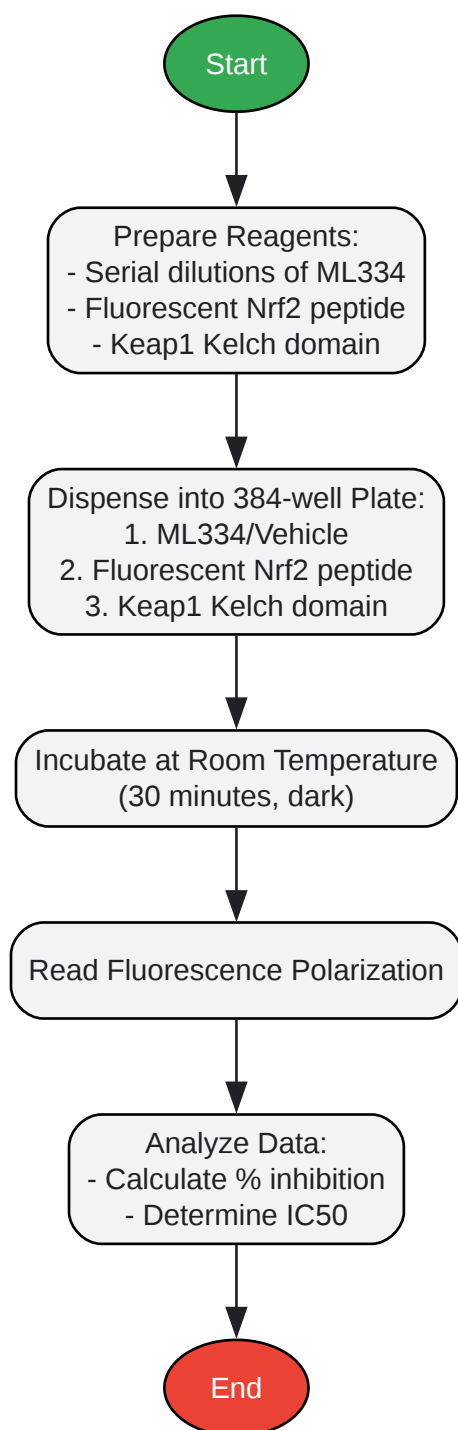 Start
Prepare Reagents:
- Serial dilutions of ML334
- Fluorescent Nrf2 peptide
- Keap1 Kelch domain
Dispense into 384-well Plate:
1. ML334/Vehicle
2. Fluorescent Nrf2 peptide
3. Keap1 Kelch domain
Incubate at Room Temperature
(30 minutes, dark)
Read Fluorescence Polarization
Analyze Data:
- Calculate % inhibition
- Determine IC50
End